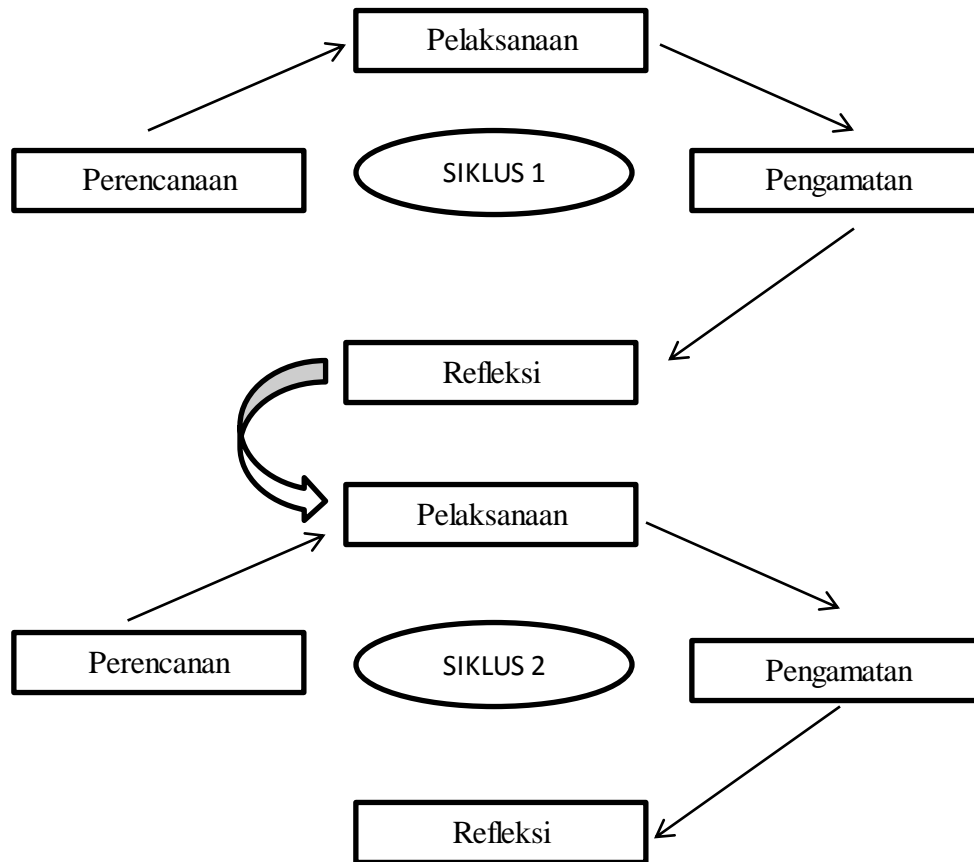 Pelaksanaan
Perencanaan
SIKLUS 1
Pengamatan
Refleksi
Pelaksanaan
Perencanan
SIKLUS 2
Pengamatan
Refleksi